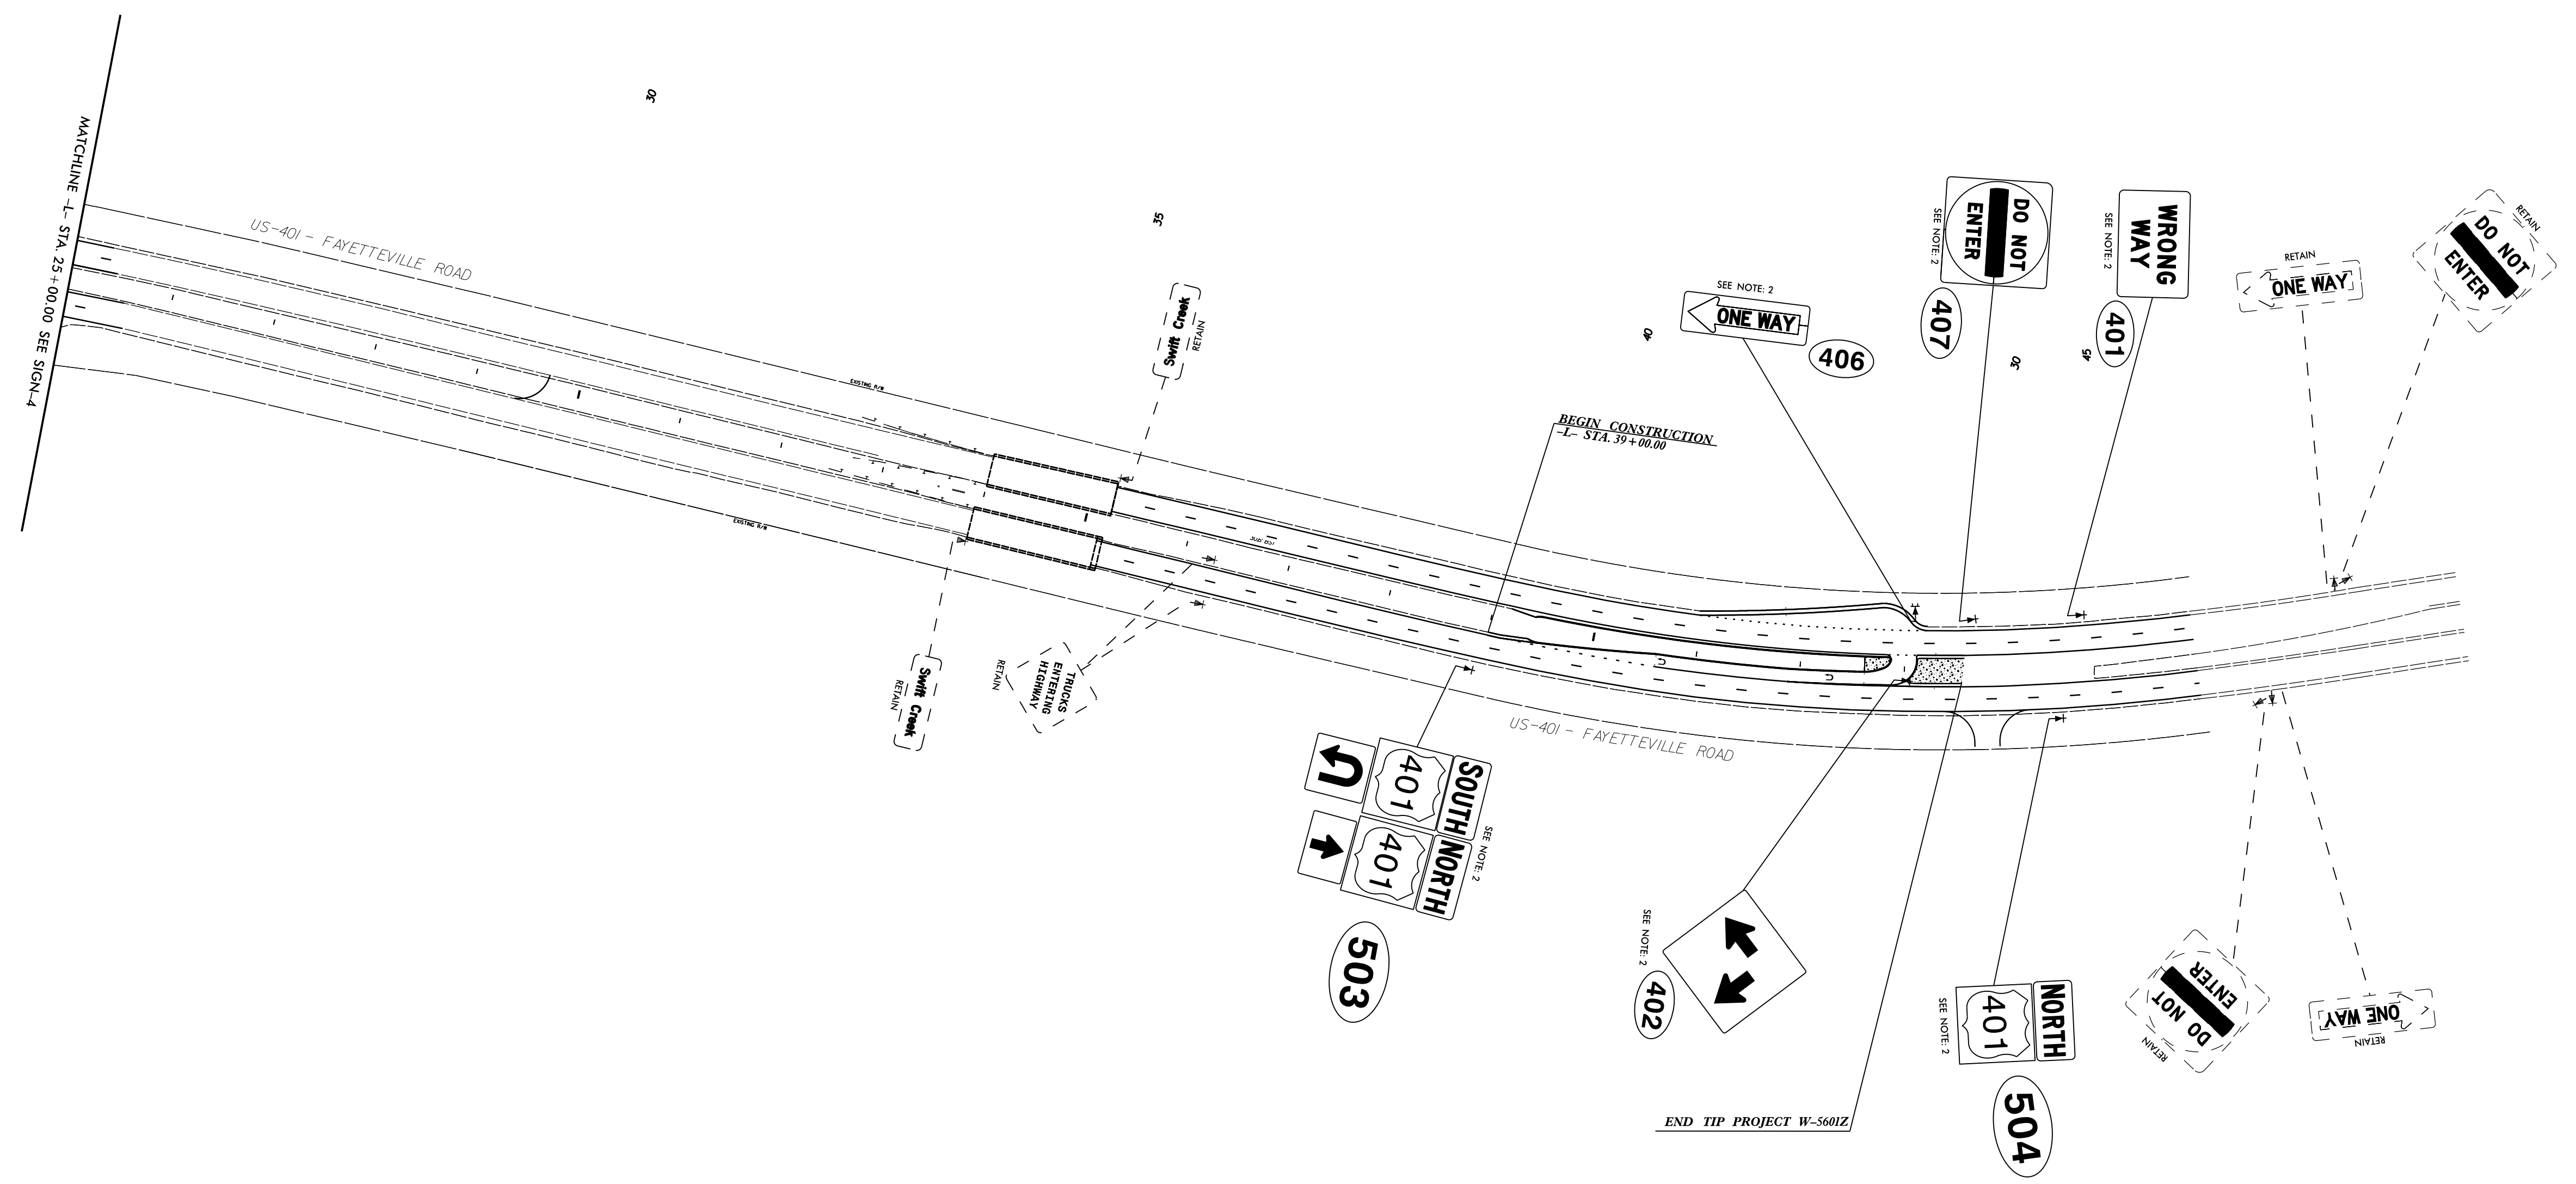 MATCHLINE -L- STA. 25+00.00 SEE SIGN-4
30
35
40
30
45
US-401 - FAYETTEVILLE ROAD
EXISTING R/W
EXISTING R/W
Swift Creek
RETAIN
Swift Creek
RETAIN
TRUCKS
ENTERING
HIGHWAY
RETAIN
BEGIN CONSTRUCTION
-L- STA. 39+00.00
SEE NOTE: 2
ONE WAY
406
SEE NOTE: 2
DO NOT
ENTER
407
SEE NOTE: 2
WRONG
WAY
401
RETAIN
ONE WAY
RETAIN
DO NOT
ENTER
US-401 - FAYETTEVILLE ROAD
SOUTH
401
NORTH
401
SEE NOTE: 2
503
SEE NOTE: 2
402
END TIP PROJECT W-5601Z
NORTH
401
SEE NOTE: 2
504
DO NOT
ENTER
RETAIN
ONE WAY
RETAIN